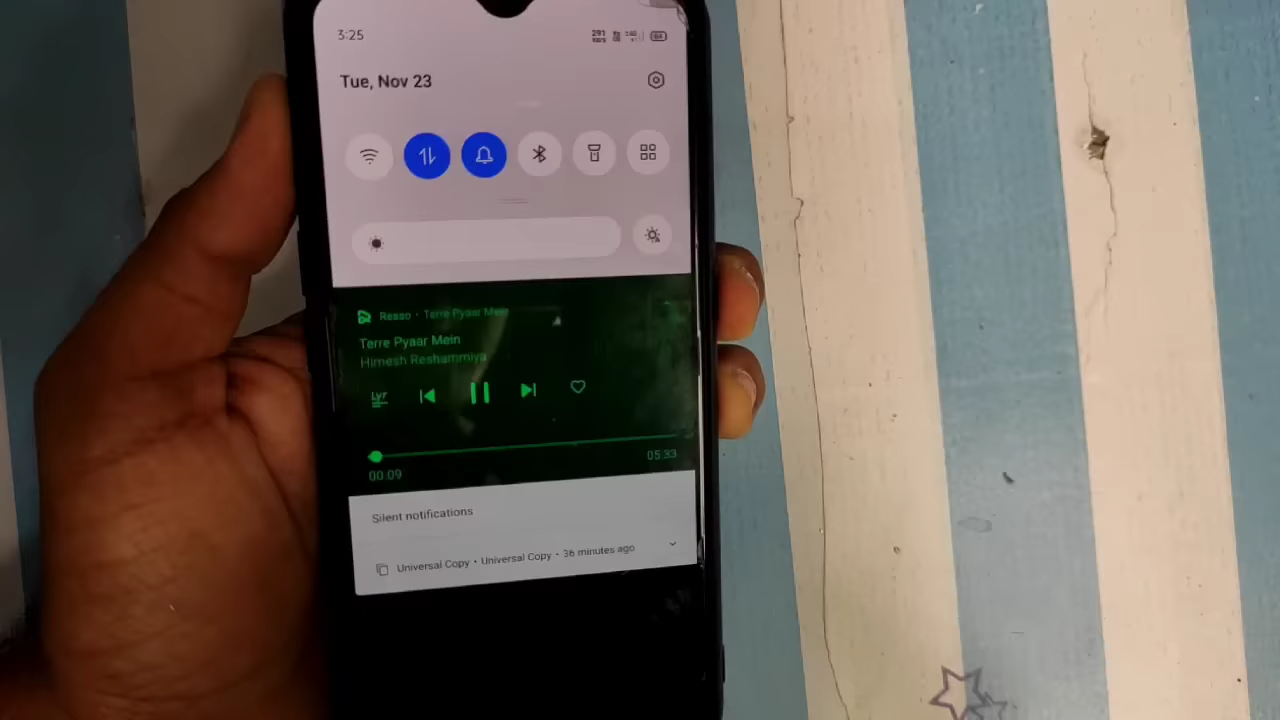 3:25
Tue, Nov 23
Resso • Terre Pyaar Mein
Terre Pyaar Mein
Himesh Reshammiya
Lyr
00:09
05:33
Silent notifications
Universal Copy • Universal Copy • 36 minutes ago